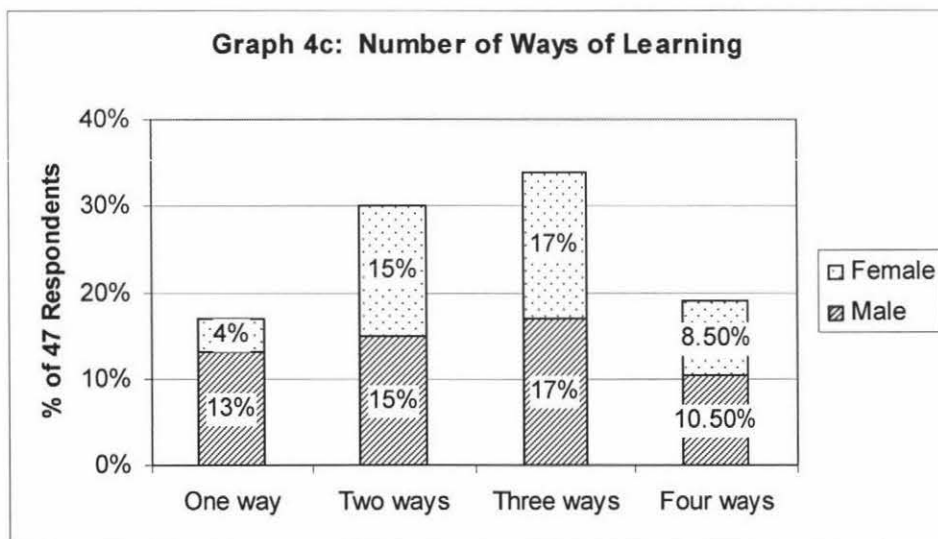 Graph 4c: Number of Ways of Learning
% of 47 Respondents
40%
30%
20%
10%
0%
4%
13%
15%
15%
17%
17%
8.50%
10.50%
One way
Two ways
Three ways
Four ways
Female
Male